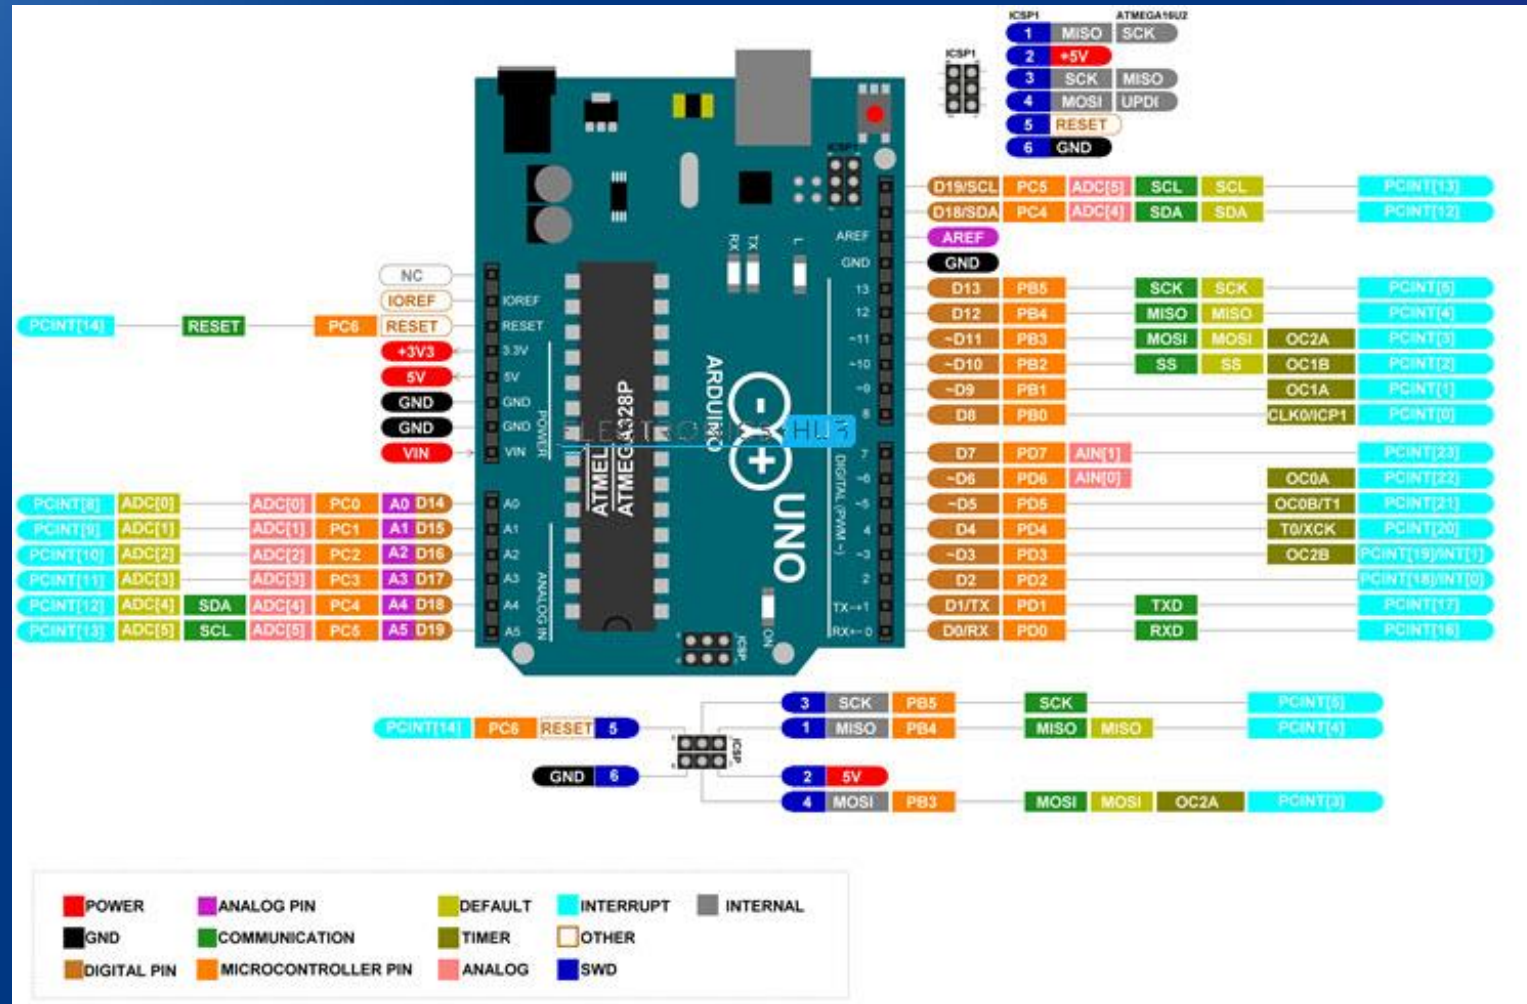 ICSP1 ATMEGA16U2
1 MISO SCK
2 +5V
3 SCK MISO
4 MOSI UPDI
5 RESET
6 GND
ICSP1
ICSP1
D19/SCL PC5 ADC[5] SCL SCL PCINT[13]
D18/SDA PC4 ADC[4] SDA SDA PCINT[12]
AREF AREF
GND GND
13 D13 PB5 SCK SCK PCINT[5]
12 D12 PB4 MISO MISO PCINT[4]
~11 ~D11 PB3 MOSI MOSI OC2A PCINT[3]
~10 ~D10 PB2 SS SS OC1B PCINT[2]
~9 ~D9 PB1 OC1A PCINT[1]
8 D8 PB0 CLK0/ICP1 PCINT[0]
7 D7 PD7 AIN[1] PCINT[23]
~6 ~D6 PD6 AIN[0] OC0A PCINT[22]
~5 ~D5 PD5 OC0B/T1 PCINT[21]
4 D4 PD4 T0/XCK PCINT[20]
~3 ~D3 PD3 OC2B PCINT[19]/INT[1]
2 D2 PD2 PCINT[18]/INT[0]
TX→1 D1/TX PD1 TXD PCINT[17]
RX←0 D0/RX PD0 RXD PCINT[16]
DIGITAL (PWM ~)
RX
TX
L
NC
IOREF IOREF
PCINT[14] RESET PC6 RESET RESET
+3V3 3.3V
5V 5V
GND GND
GND GND
VIN VIN
POWER
PCINT[8] ADC[0] ADC[0] PC0 A0 D14 A0
PCINT[9] ADC[1] ADC[1] PC1 A1 D15 A1
PCINT[10] ADC[2] ADC[2] PC2 A2 D16 A2
PCINT[11] ADC[3] ADC[3] PC3 A3 D17 A3
PCINT[12] ADC[4] SDA ADC[4] PC4 A4 D18 A4
PCINT[13] ADC[5] SCL ADC[5] PC5 A5 D19 A5
ANALOG IN
ATMEL
ATMEGA328P
ARDUINO
UNO
ELECTRONICS HUB
ON
ICSP
3 SCK PB5 SCK PCINT[5]
PCINT[14] PC6 RESET 5
1 MISO PB4 MISO MISO PCINT[4]
ICSP
GND 6
2 5V
4 MOSI PB3 MOSI MOSI OC2A PCINT[3]
POWER ANALOG PIN DEFAULT INTERRUPT INTERNAL
GND COMMUNICATION TIMER OTHER
DIGITAL PIN MICROCONTROLLER PIN ANALOG SWD